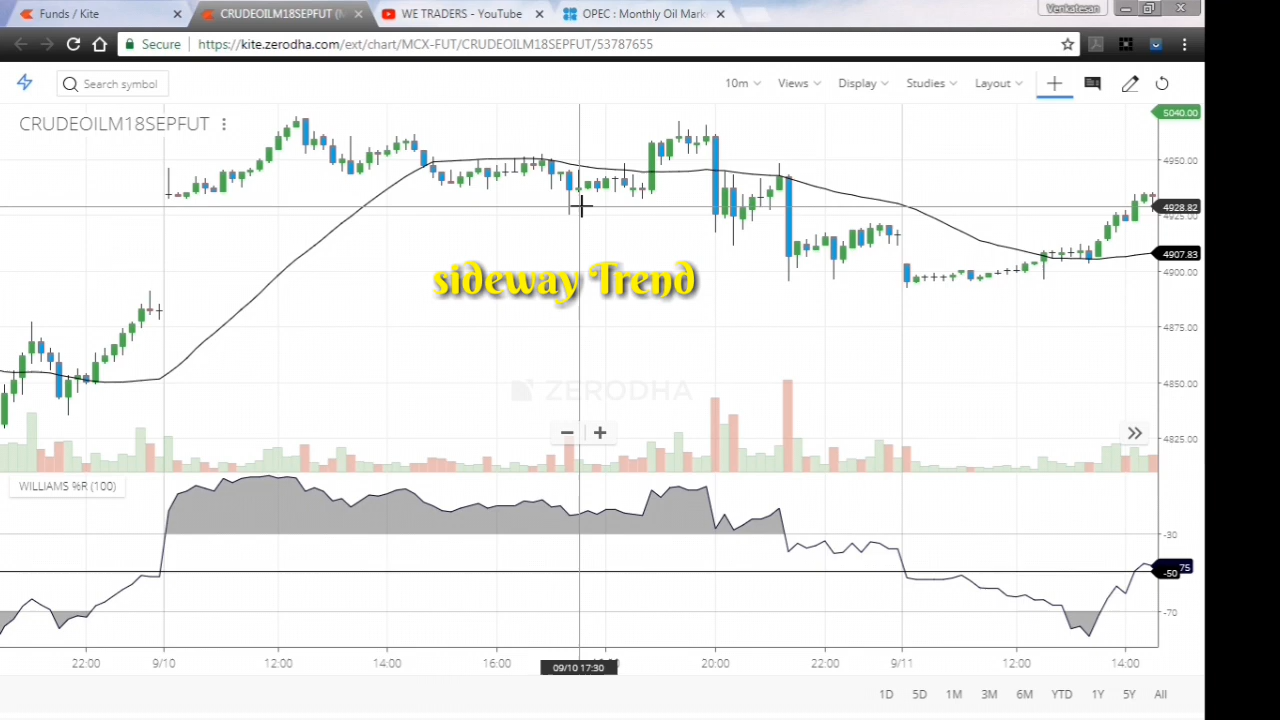 Funds / Kite
CRUDEOILM18SEPFUT (M
WE TRADERS - YouTube
OPEC : Monthly Oil Mark
Venkatesan
Secure
https://kite.zerodha.com/ext/chart/MCX-FUT/CRUDEOILM18SEPFUT/53787655
Search symbol
10m Views Display Studies Layout
CRUDEOILM18SEPFUT
5040.00
4950.00
4928.82
4925.00
4907.83
4900.00
4875.00
4850.00
4825.00
sideway Trend
ZERODHA
WILLIAMS %R (100)
-30
75
-50
-70
22:00 9/10 12:00 14:00 16:00 09/10 17:30 20:00 22:00 9/11 12:00 14:00
1D 5D 1M 3M 6M YTD 1Y 5Y All